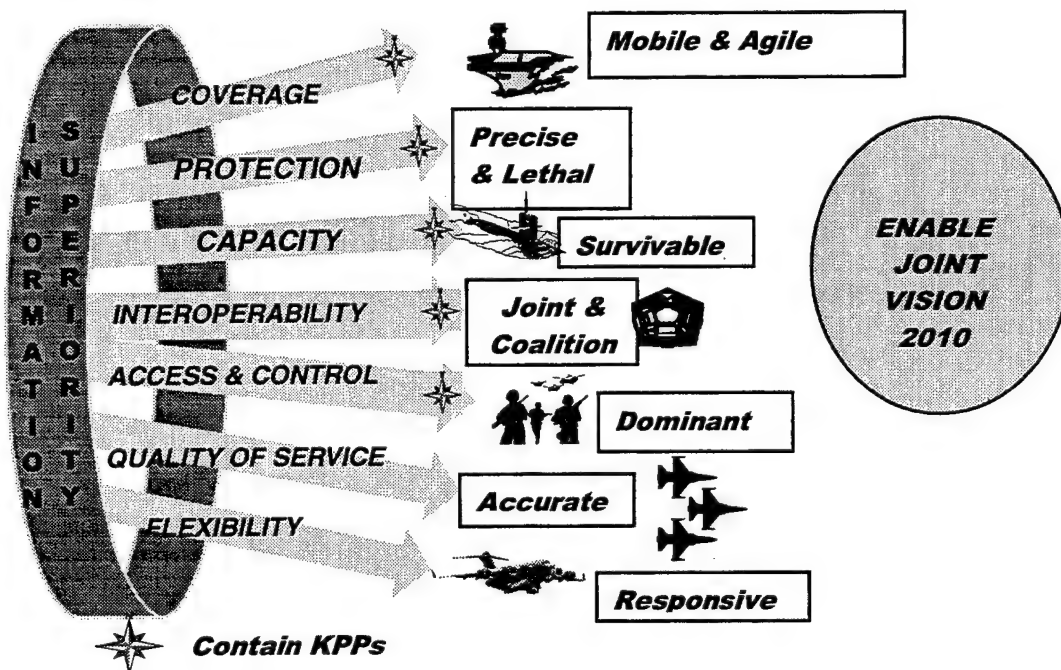 INFORMATION
SUPERIORITY
COVERAGE
Mobile & Agile
PROTECTION
Precise
& Lethal
CAPACITY
Survivable
INTEROPERABILITY
Joint &
Coalition
ACCESS & CONTROL
Dominant
QUALITY OF SERVICE
Accurate
FLEXIBILITY
Responsive
ENABLE
JOINT
VISION
2010
Contain KPPs